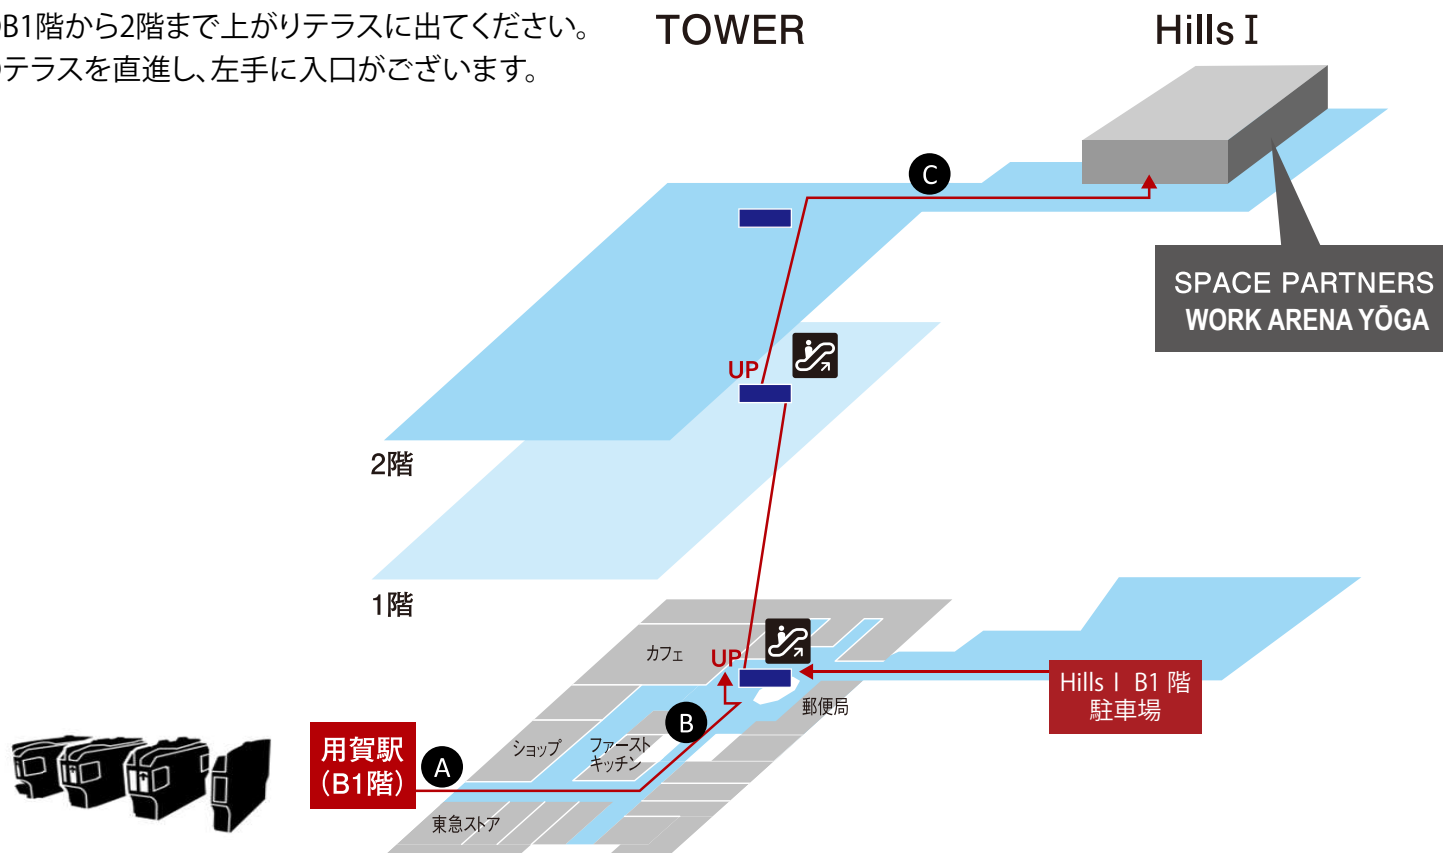 B1階から2階まで上がりテラスに出てください。
テラスを直進し、左手に入口がございます。
TOWER
Hills I
C
SPACE PARTNERS
WORK ARENA YŌGA
UP
2階
1階
カフェ
UP
Hills I B1 階
駐車場
郵便局
B
ショップ
ファースト
キッチン
用賀駅
（B1階）
A
東急ストア